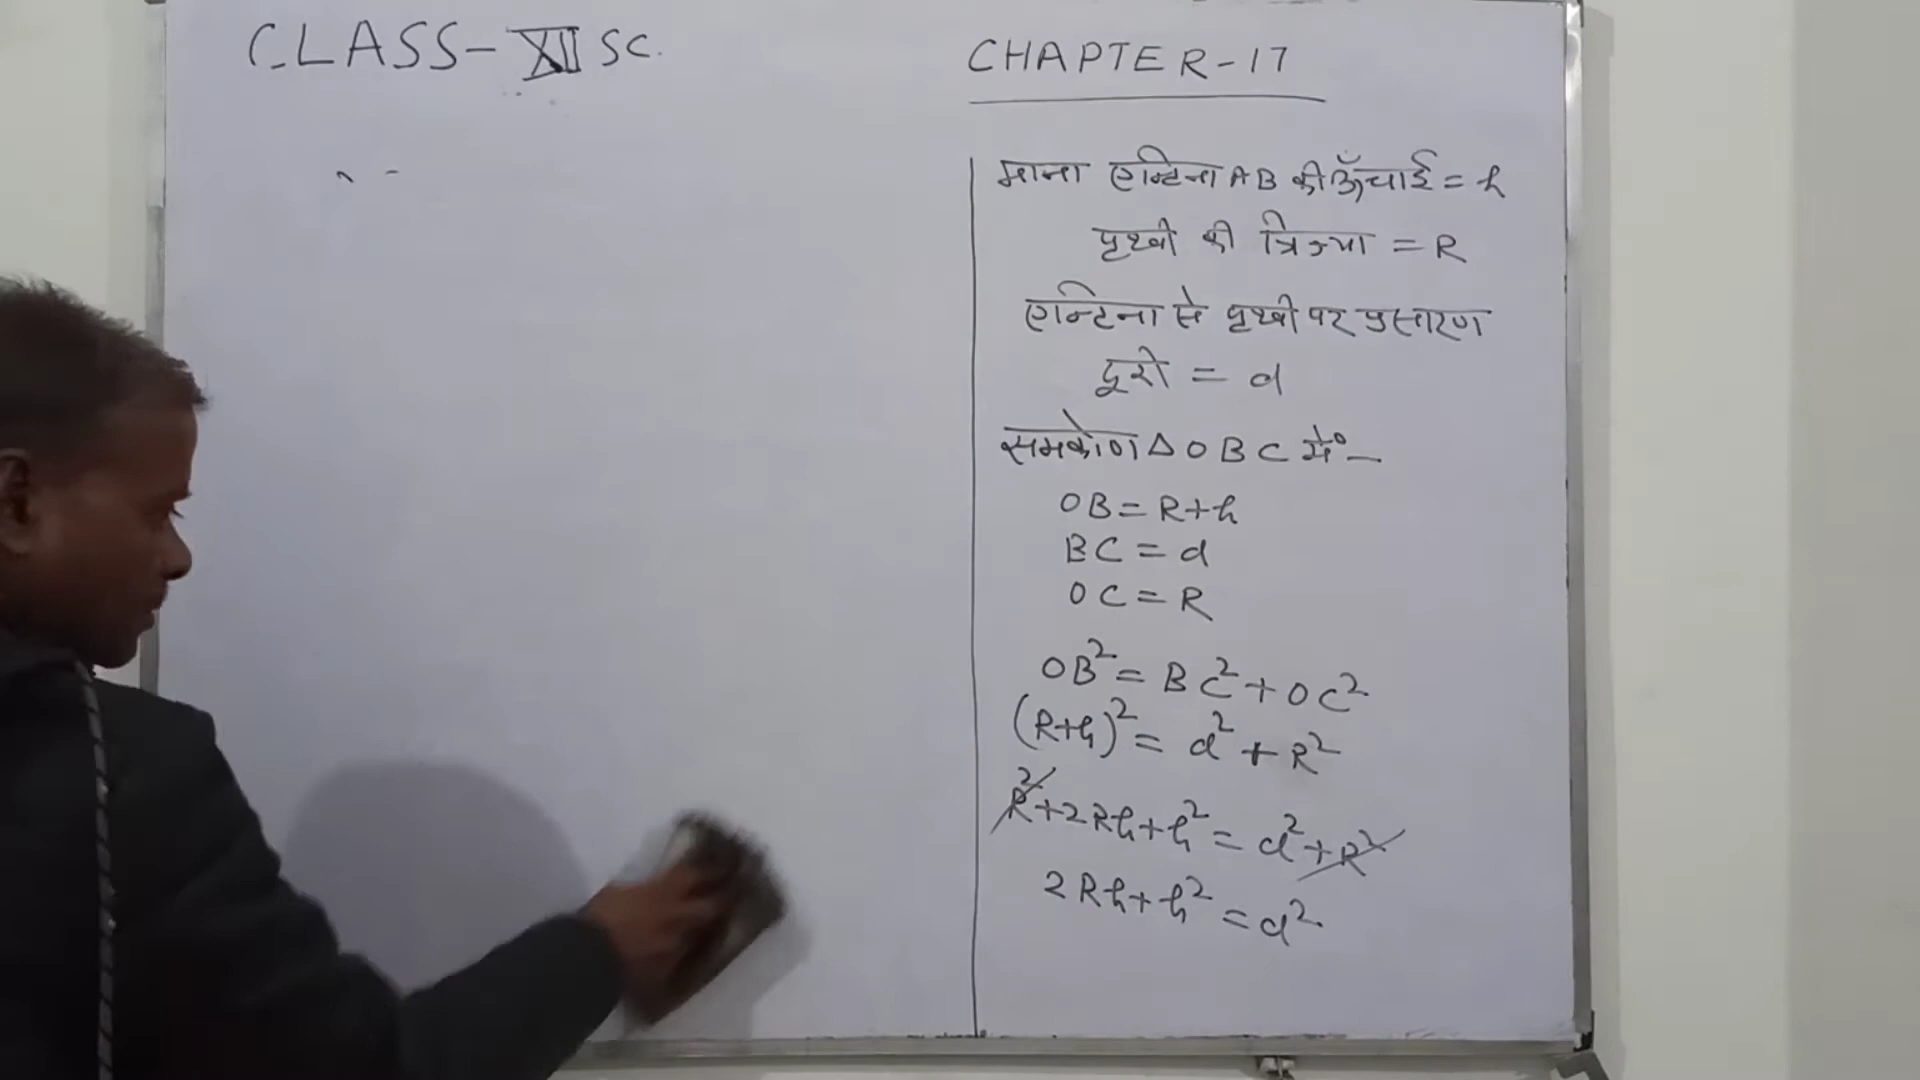 CLASS-XII SC.
CHAPTER-17
माना एन्टिना AB की ऊँचाई = h
पृथ्वी की त्रिज्या = R
एन्टिना से पृथ्वी पर प्रसारण
दूरी = d
समकोण Δ OBC में —
OB = R+h
BC = d
OC = R
OB² = BC² + OC²
(R+h)² = d² + R²
R²+2Rh+h² = d²+R²
2Rh+h² = d²